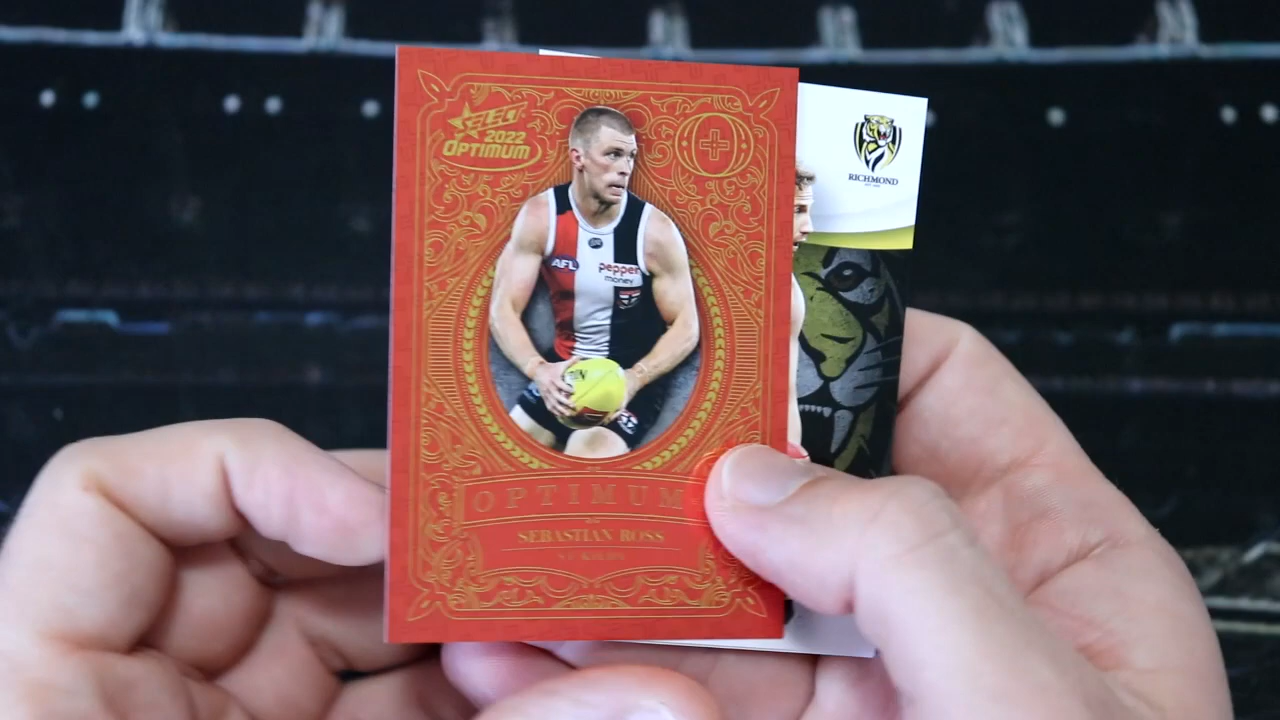 SELECT
2022
OPTIMUM
AFL
pepper
money
OPTIMUM
SEBASTIAN ROSS
ST KILDA
RICHMOND